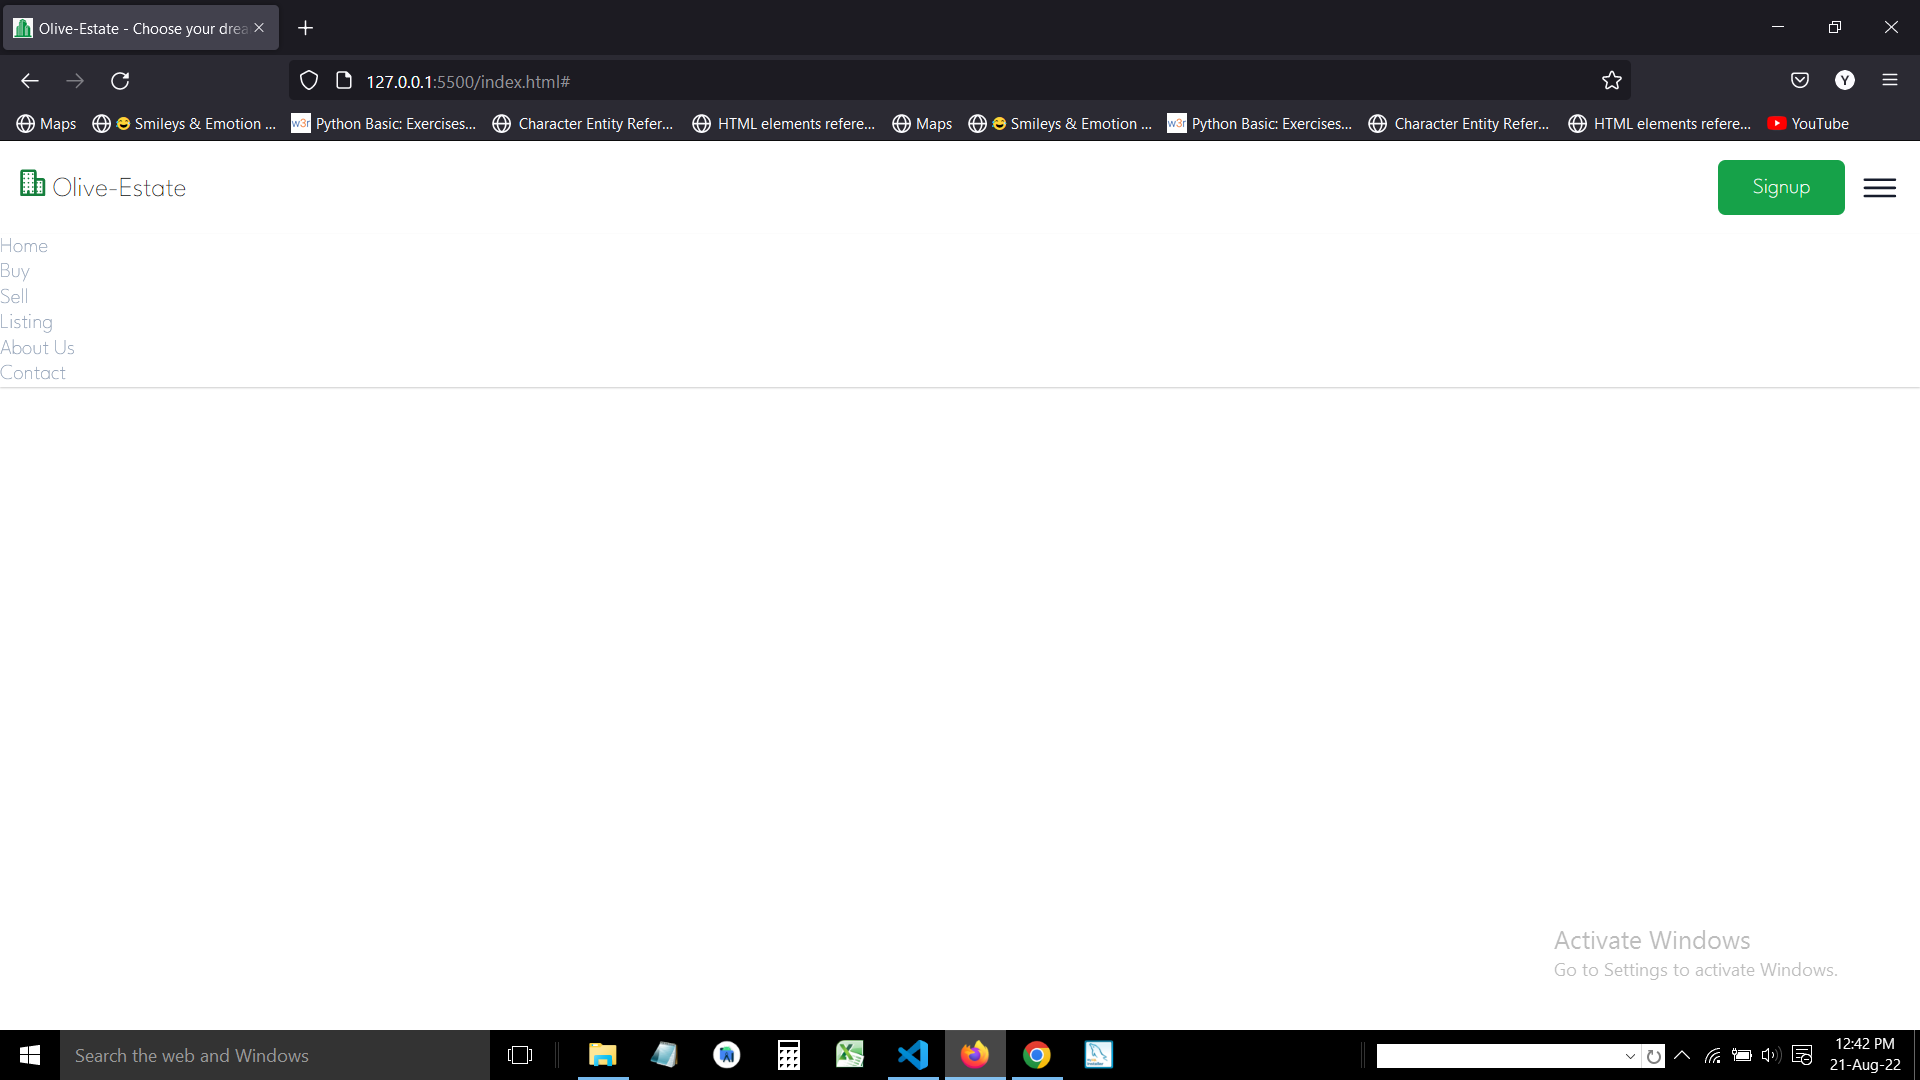 Olive-Estate - Choose your drea
127.0.0.1:5500/index.html#
Y
Maps
Smileys & Emotion ...
w3r Python Basic: Exercises...
Character Entity Refer...
HTML elements refere...
Maps
Smileys & Emotion ...
w3r Python Basic: Exercises...
Character Entity Refer...
HTML elements refere...
YouTube
Olive-Estate
Signup
Home
Buy
Sell
Listing
About Us
Contact
Activate Windows
Go to Settings to activate Windows.
Search the web and Windows
12:42 PM
21-Aug-22